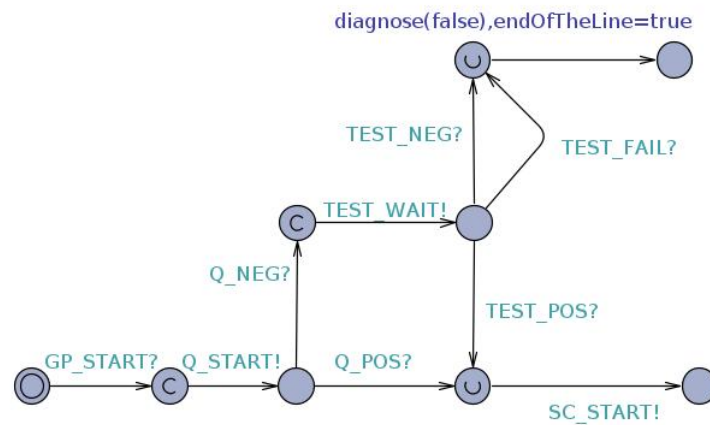 diagnose(false),endOfTheLine=true
TEST_NEG?
TEST_FAIL?
C
TEST_WAIT!
Q_NEG?
TEST_POS?
GP_START?
Q_START!
Q_POS?
C
SC_START!